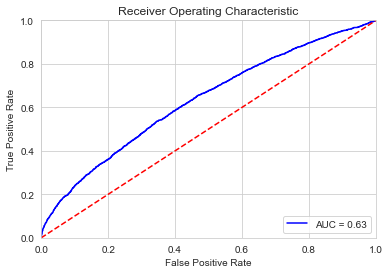 Receiver Operating Characteristic
True Positive Rate
1.0
0.8
0.6
0.4
0.2
0.0
AUC = 0.63
0.0 0.2 0.4 0.6 0.8 1.0
False Positive Rate